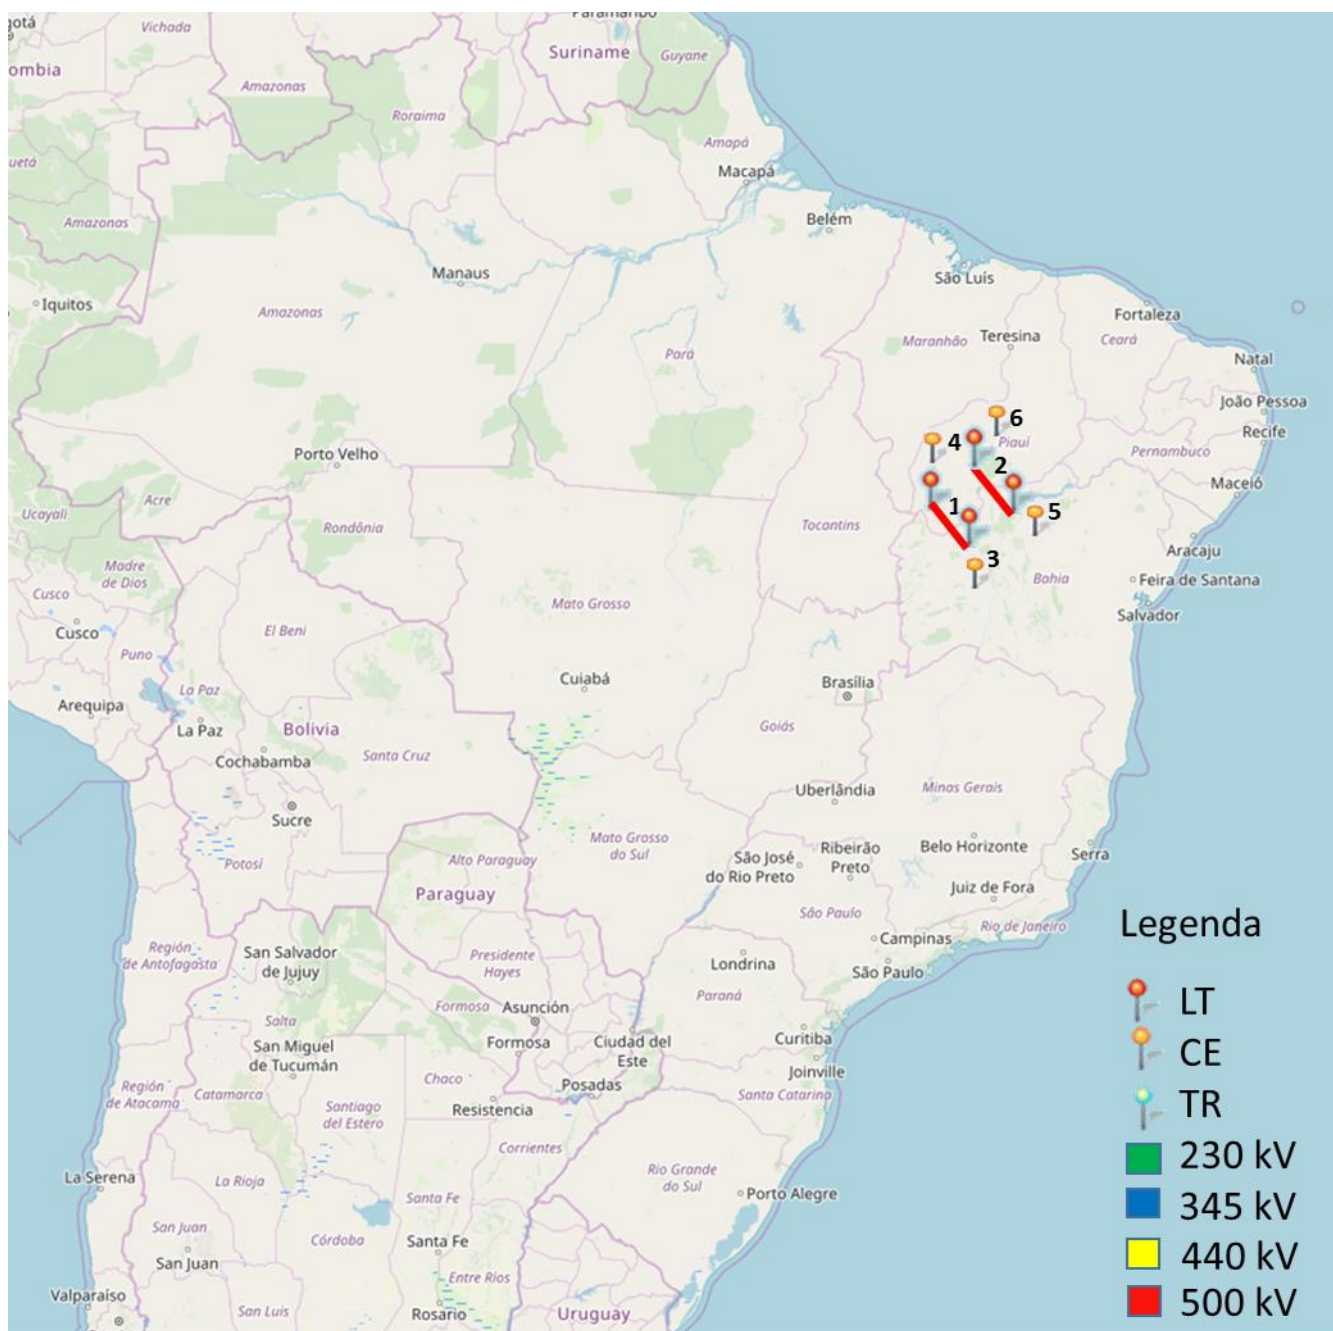 Paramaribo
gotá
Vichada
Suriname
Guyane
ombia
Amazonas
Roraima
Amapá
uetá
Macapá
Amazonas
Belém
Manaus
São Luís
Iquitos
Amazonas
Fortaleza
Teresina
Maranhão
Ceará
Pará
Natal
João Pessoa
6
Recife
4
Piauí
Porto Velho
Pernambuco
2
Maceió
Acre
1
5
Ucayali
Rondônia
Tocantins
Aracaju
3
Madre
de Dios
Bahia
Feira de Santana
Cusco
Mato Grosso
Salvador
Cusco
El Beni
Puno
Cuiabá
Brasília
La Paz
Arequipa
La Paz
Bolivia
Goiás
Santa Cruz
Cochabamba
Uberlândia
Minas Gerais
Sucre
Mato Grosso
do Sul
Ribeirão
Preto
Belo Horizonte
São José
do Rio Preto
Serra
Potosí
Alto Paraguay
Paraguay
Juiz de Fora
São Paulo
Rio de Janeiro
Legenda
Región
de Antofagasta
San Salvador
de Jujuy
Presidente
Hayes
Campinas
Londrina
São Paulo
Paraná
LT
Formosa
Asunción
Salta
Curitiba
Formosa
Ciudad del
Este
CE
San Miguel
de Tucumán
Joinville
Chaco
Posadas
Región
de Atacama
Catamarca
Santa Catarina
TR
Santiago
del Estero
Resistencia
Corrientes
230 kV
La Serena
La Rioja
Rio Grande
do Sul
Santa Fe
Porto Alegre
345 kV
San Juan
Córdoba
Santa Fe
San Juan
440 kV
Entre Ríos
Valparaíso
San Luis
Rosario
Uruguay
500 kV